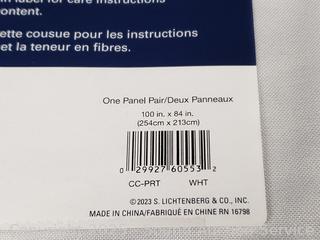 n label for care instructions
ontent.
ette cousue pour les instructions
et la teneur en fibres.
One Panel Pair/Deux Panneaux
100 in. x 84 in.
(254cm x 213cm)
0 29927 60553 2
CC-PRT WHT
©2023 S. LICHTENBERG & CO., INC.
MADE IN CHINA/FABRIQUÉ EN CHINE RN 16798